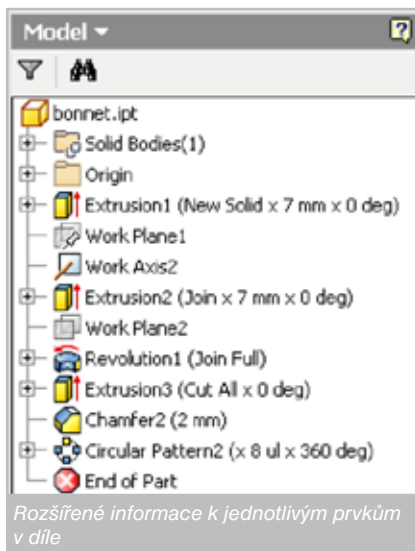 Model
bonnet.ipt
Solid Bodies(1)
Origin
Extrusion1 (New Solid x 7 mm x 0 deg)
Work Plane1
Work Axis2
Extrusion2 (Join x 7 mm x 0 deg)
Work Plane2
Revolution1 (Join Full)
Extrusion3 (Cut All x 0 deg)
Chamfer2 (2 mm)
Circular Pattern2 (x 8 ul x 360 deg)
End of Part
Rozšířené informace k jednotlivým prvkům
v díle